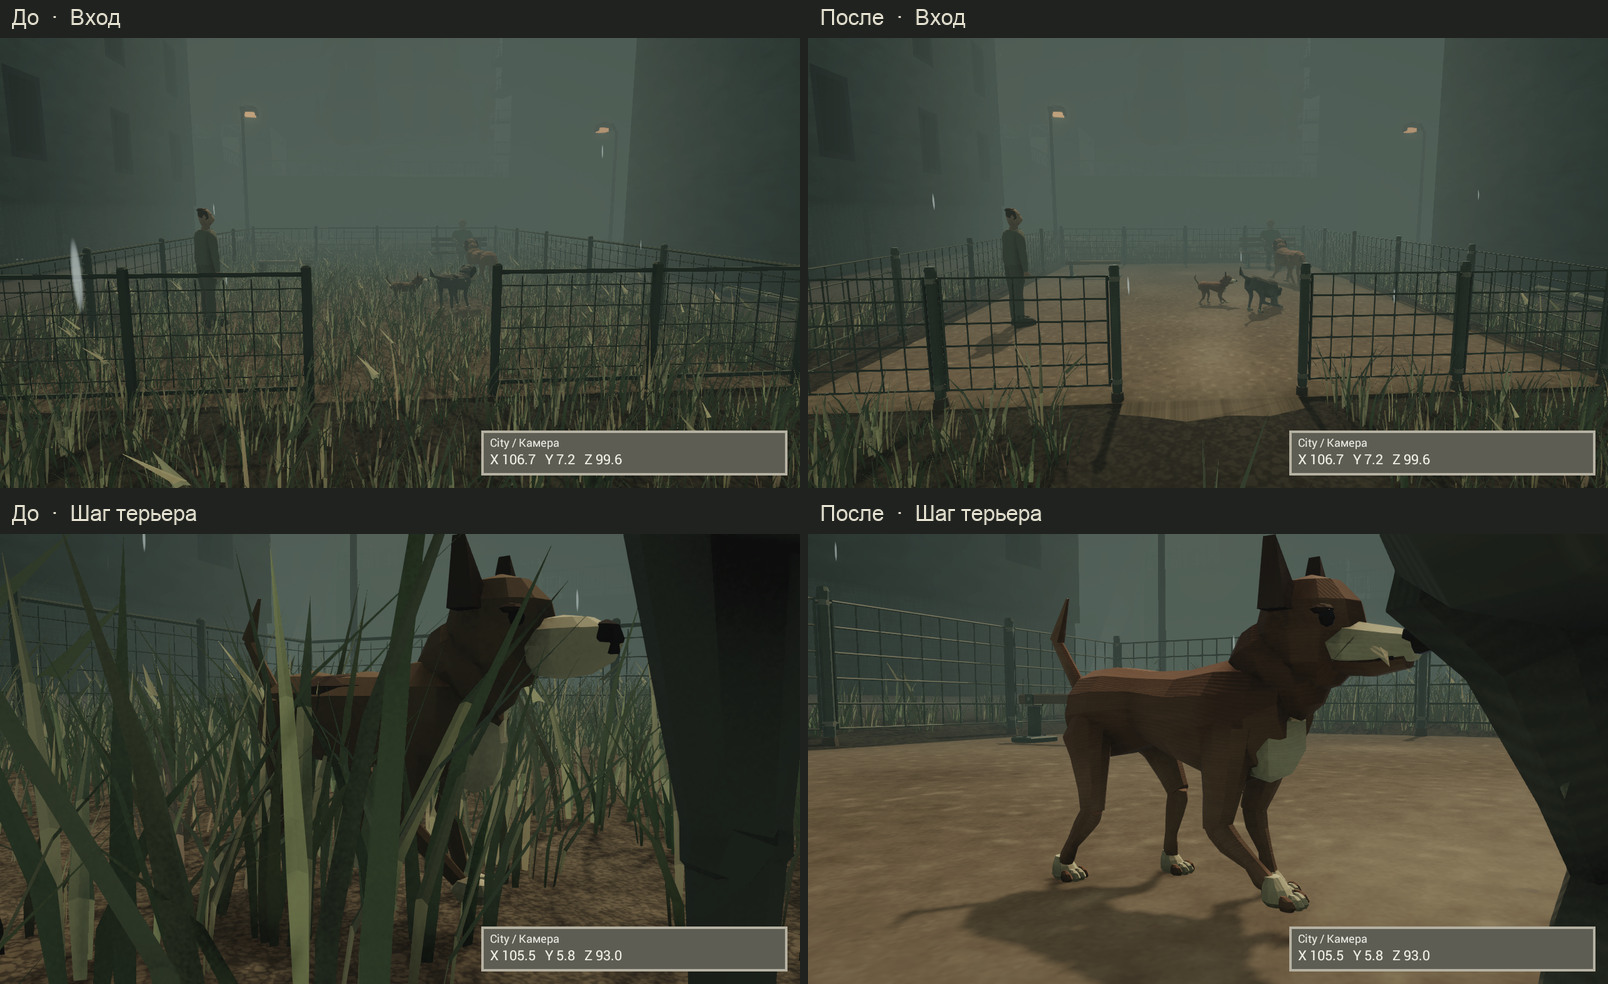 До · Вход
После · Вход
City / Камера
X 106.7 Y 7.2 Z 99.6
City / Камера
X 106.7 Y 7.2 Z 99.6
До · Шаг терьера
После · Шаг терьера
City / Камера
X 105.5 Y 5.8 Z 93.0
City / Камера
X 105.5 Y 5.8 Z 93.0